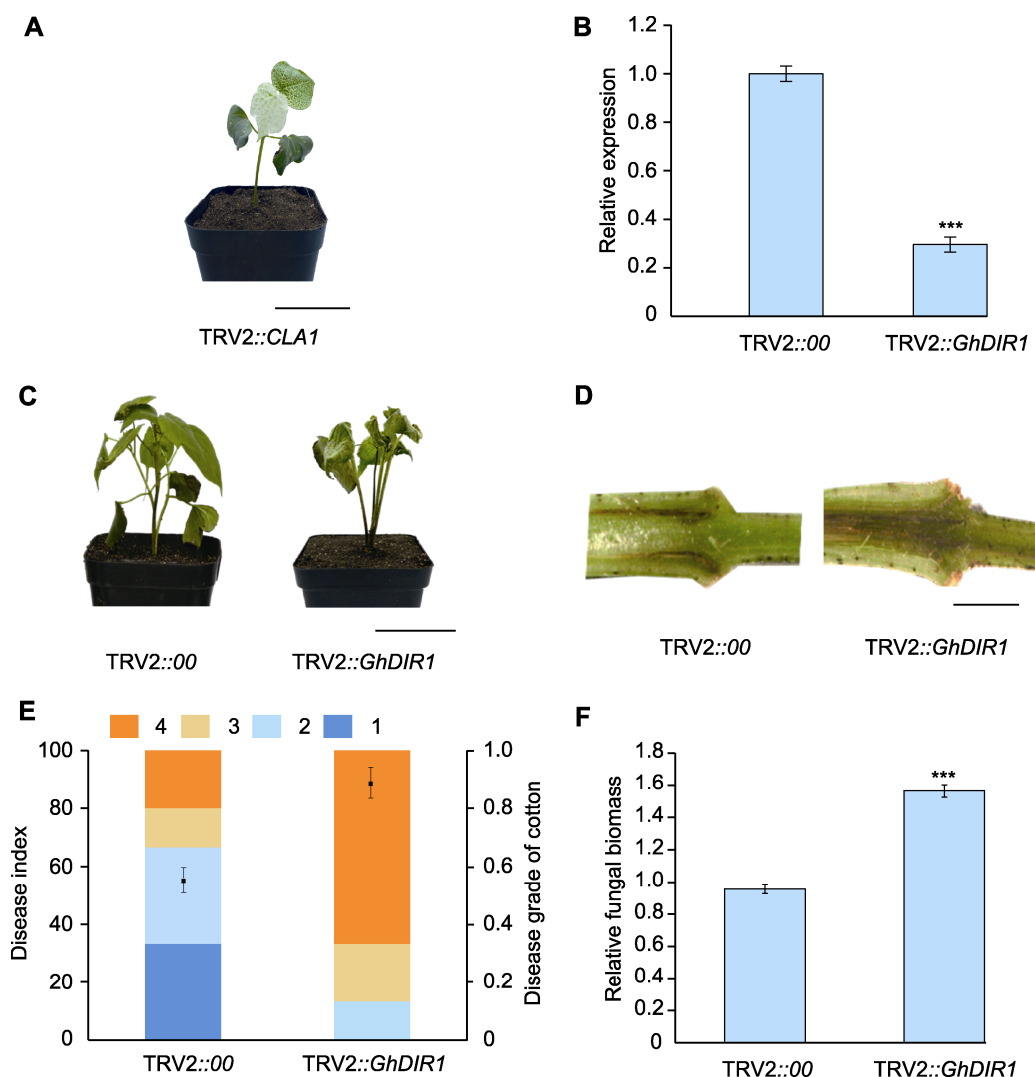 A
TRV2::CLA1
B
Relative expression
1.2
1.0
0.8
0.6
0.4
0.2
0
***
TRV2::00 TRV2::GhDIR1
C
TRV2::00 TRV2::GhDIR1
D
TRV2::00 TRV2::GhDIR1
E
4 3 2 1
Disease index
100
80
60
40
20
0
1.0
0.8
0.6
0.4
0.2
0
Disease grade of cotton
TRV2::00 TRV2::GhDIR1
F
Relative fungal biomass
1.8
1.6
1.4
1.2
1.0
0.8
0.6
0.4
0.2
0
***
TRV2::00 TRV2::GhDIR1